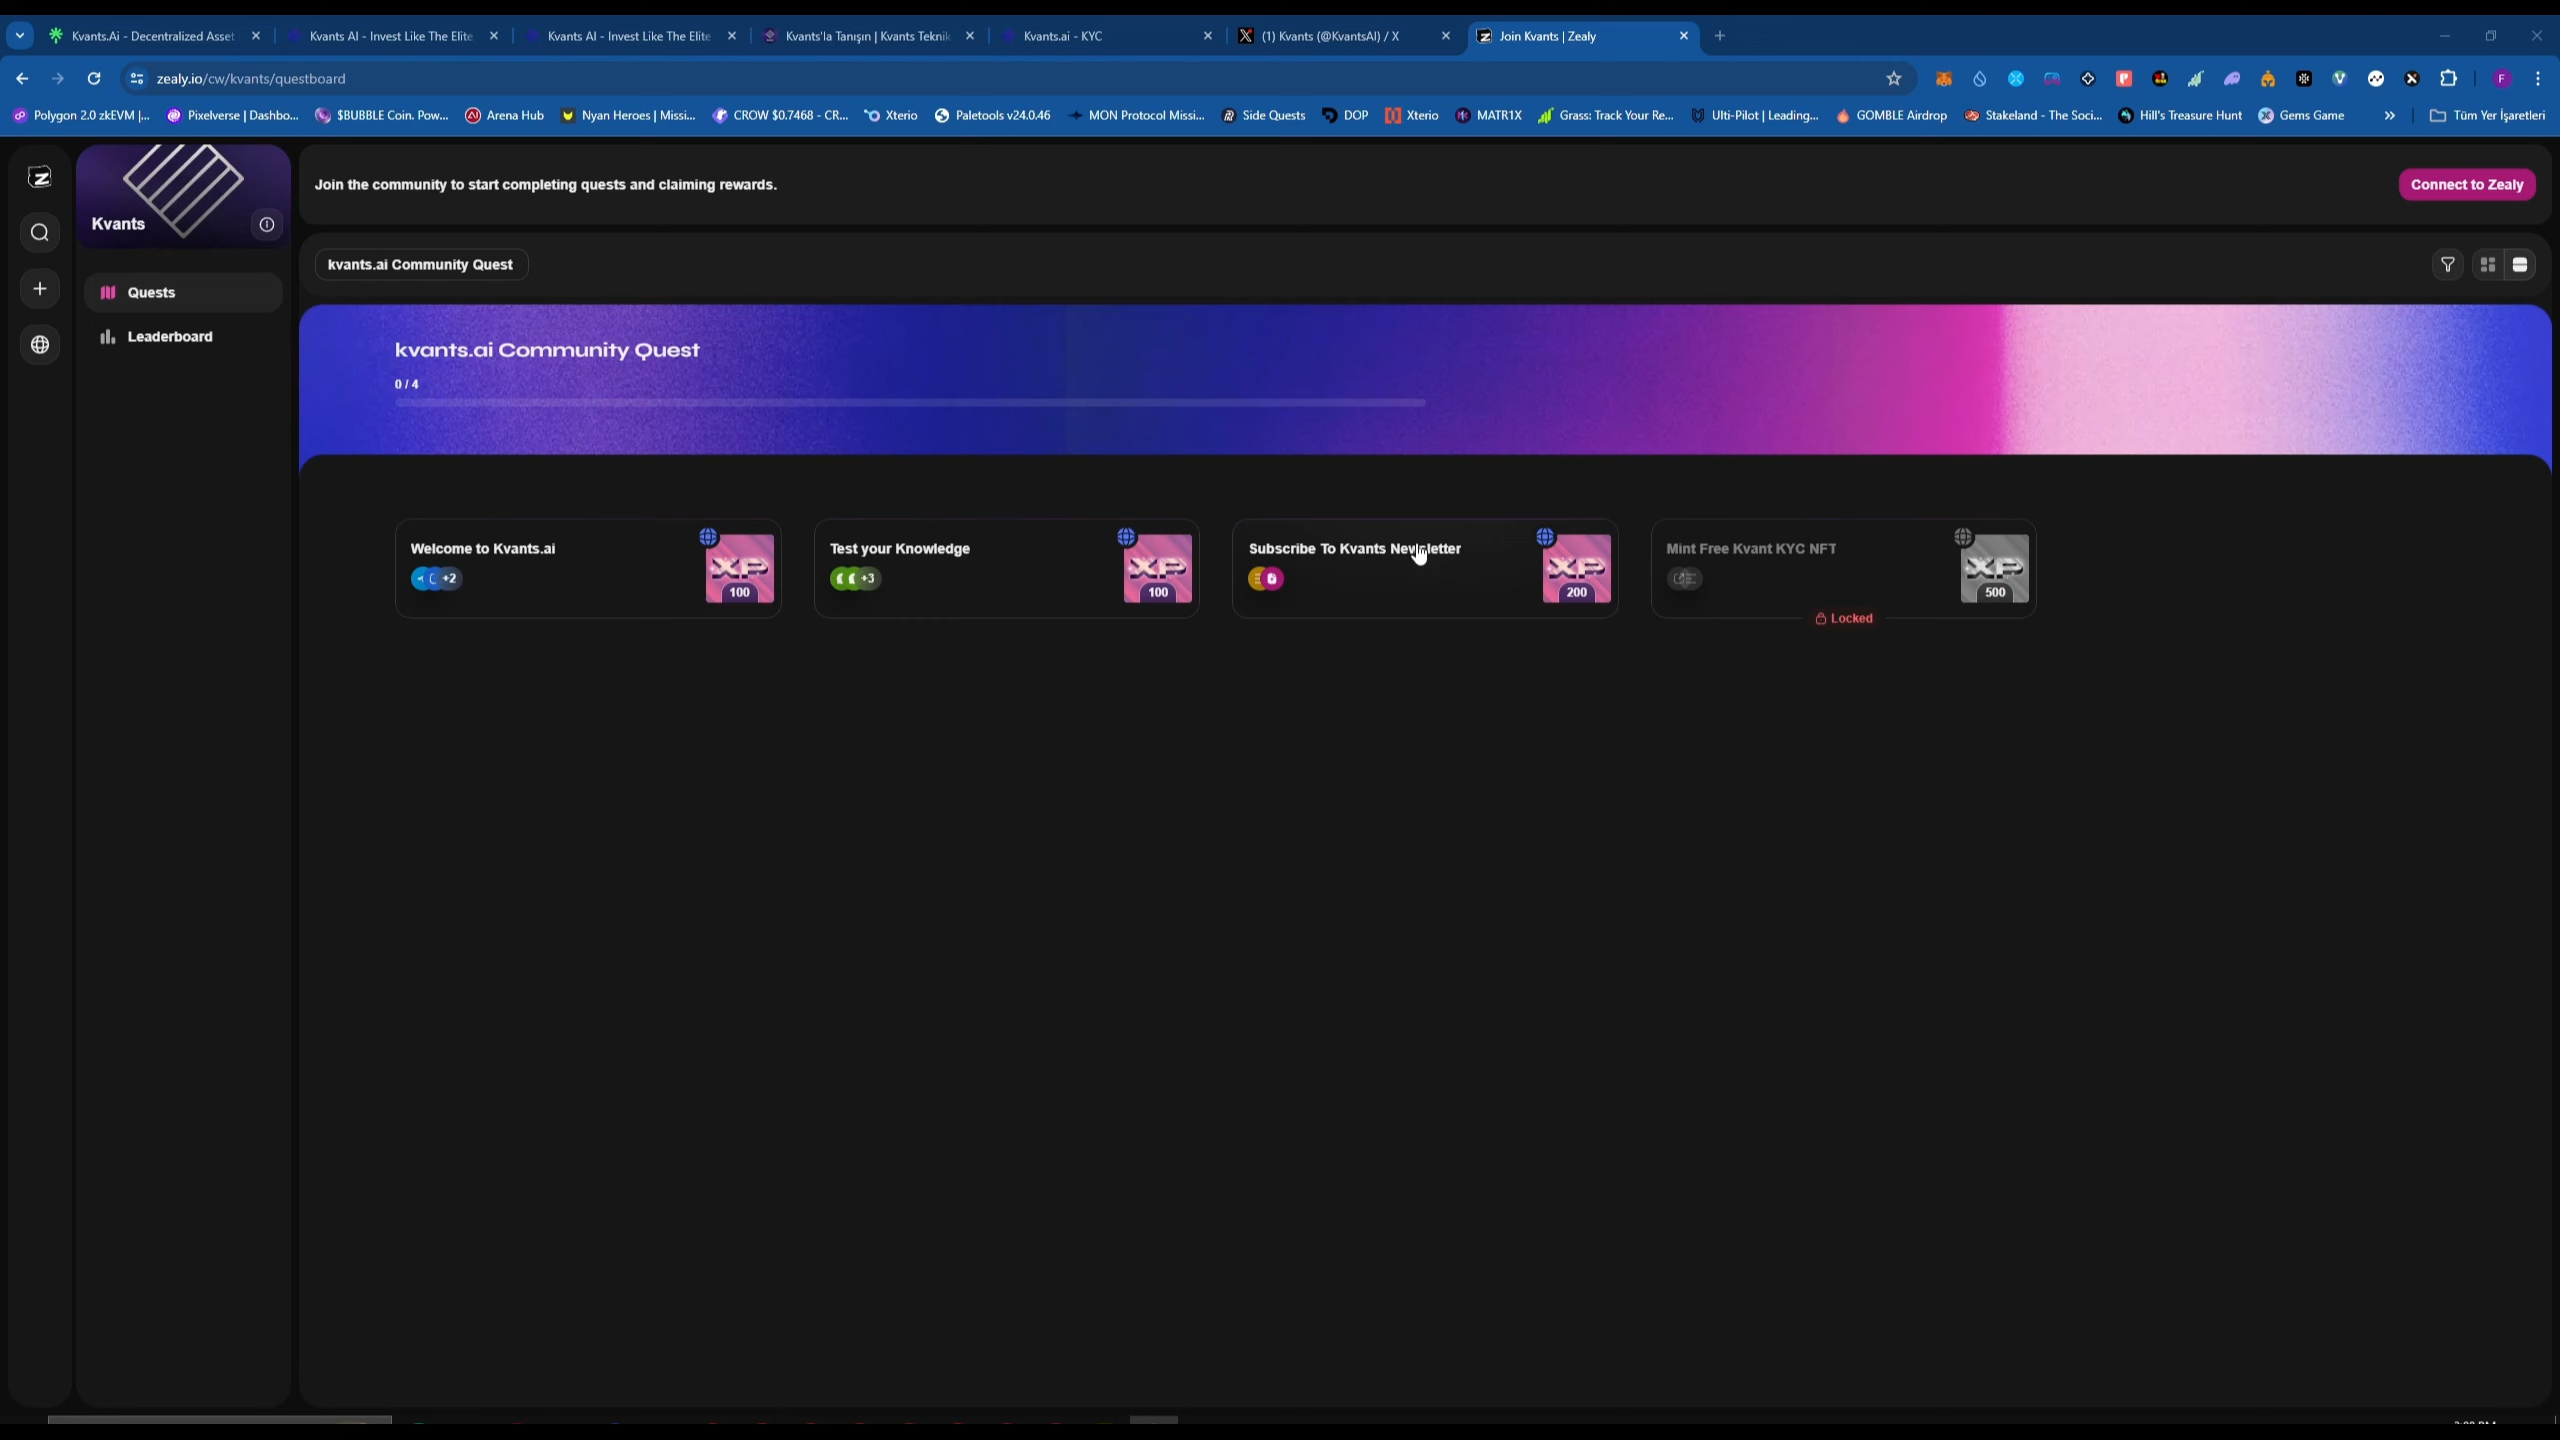 Kvants.Ai - Decentralized Asset
Kvants AI - Invest Like The Elite
Kvants AI - Invest Like The Elite
Kvants'la Tanışın | Kvants Teknik
Kvants.ai - KYC
(1) Kvants (@KvantsAI) / X
Join Kvants | Zealy
zealy.io/cw/kvants/questboard
Polygon 2.0 zkEVM |...
Pixelverse | Dashbo...
$BUBBLE Coin. Pow...
Arena Hub
Nyan Heroes | Missi...
CROW $0.7468 - CR...
Xterio
Paletools v24.0.46
MON Protocol Missi...
Side Quests
DOP
Xterio
MATR1X
Grass: Track Your Re...
Ulti-Pilot | Leading...
GOMBLE Airdrop
Stakeland - The Soci...
Hill's Treasure Hunt
Gems Game
Tüm Yer İşaretleri
Kvants
Quests
Leaderboard
Join the community to start completing quests and claiming rewards.
Connect to Zealy
kvants.ai Community Quest
kvants.ai Community Quest
0 / 4
Welcome to Kvants.ai
+2
XP
100
Test your Knowledge
+3
XP
100
Subscribe To Kvants Newsletter
XP
200
Mint Free Kvant KYC NFT
XP
500
Locked